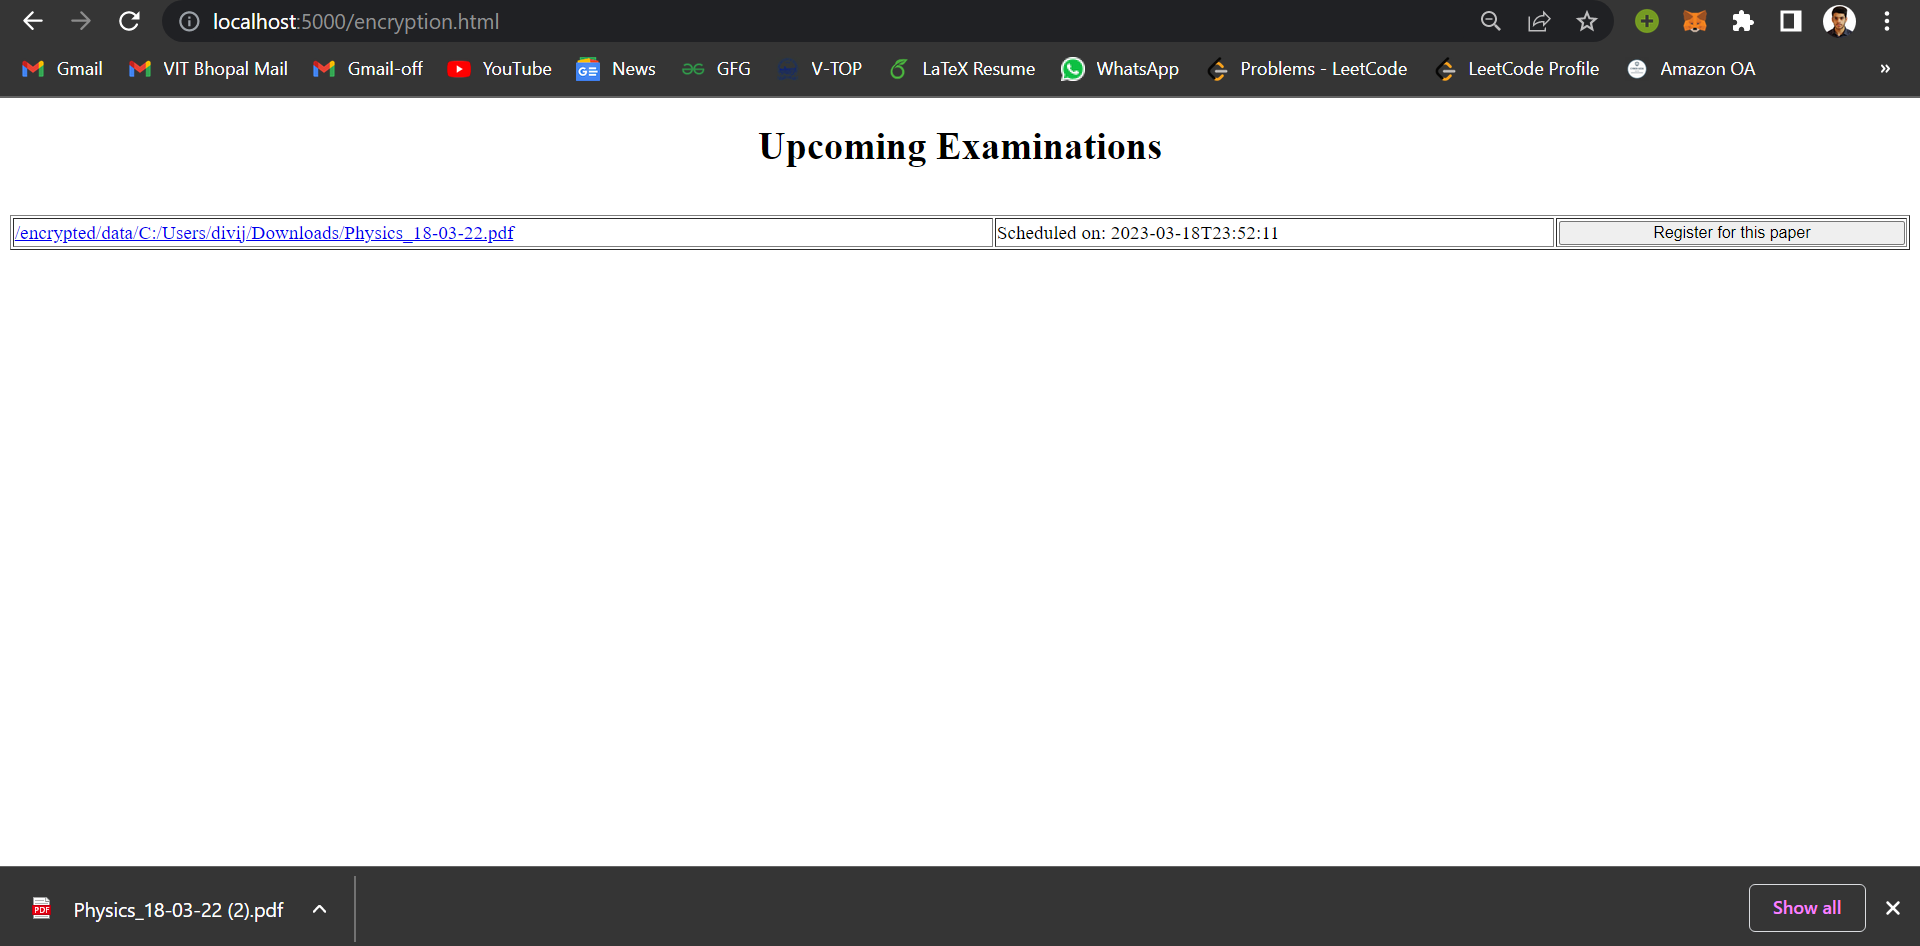 localhost:5000/encryption.html
Gmail VIT Bhopal Mail Gmail-off YouTube News GFG V-TOP LaTeX Resume WhatsApp Problems - LeetCode LeetCode Profile Amazon OA »
Upcoming Examinations
/encrypted/data/C:/Users/divij/Downloads/Physics_18-03-22.pdf Scheduled on: 2023-03-18T23:52:11 Register for this paper
PDF Physics_18-03-22 (2).pdf Show all